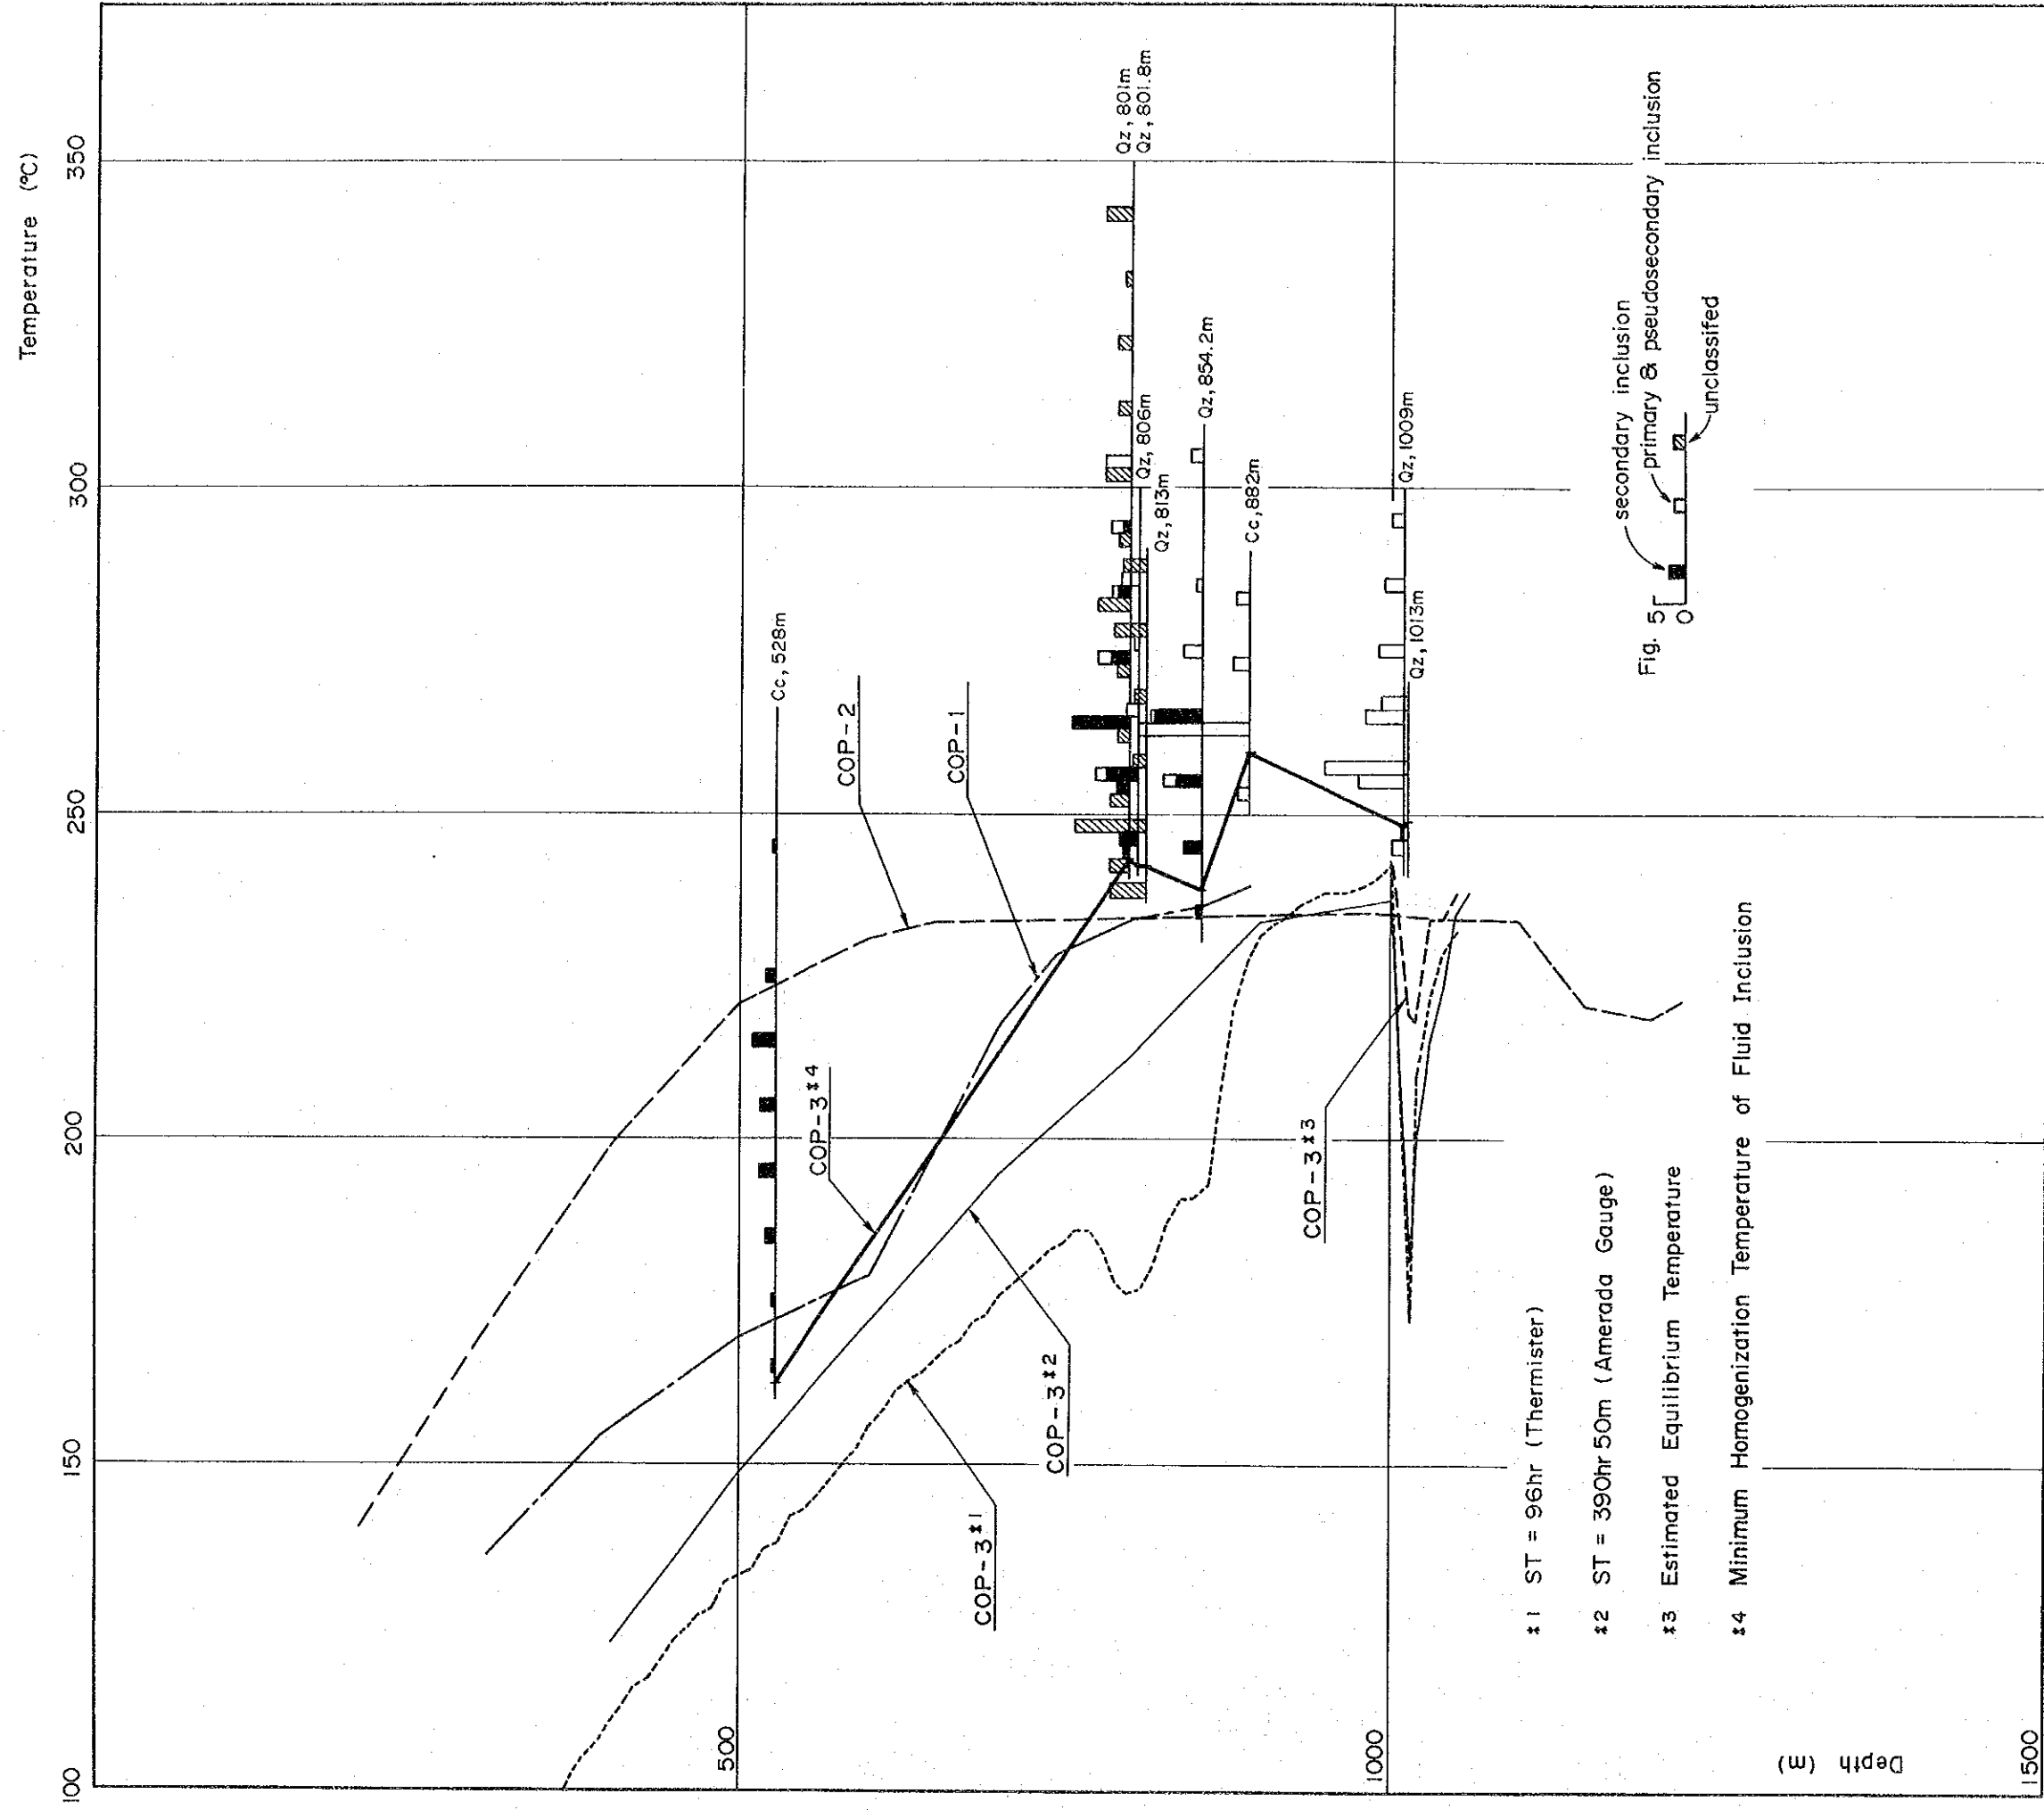 Temperature (°C)
100
150
200
250
300
350
500
1000
1500
Depth (m)
Cc, 528m
Qz, 801m
Qz, 801.8m
Qz, 806m
Qz, 813m
Qz, 854.2m
Cc, 882m
Qz, 1009m
Qz, 1013m
COP-2
COP-1
COP-3※4
COP-3※2
COP-3※1
COP-3※3
secondary inclusion
primary & pseudosecondary inclusion
unclassifed
Fig. 5
0
※1 ST = 96hr (Thermister)
※2 ST = 390hr 50m (Amerada Gauge)
※3 Estimated Equilibrium Temperature
※4 Minimum Homogenization Temperature of Fluid Inclusion